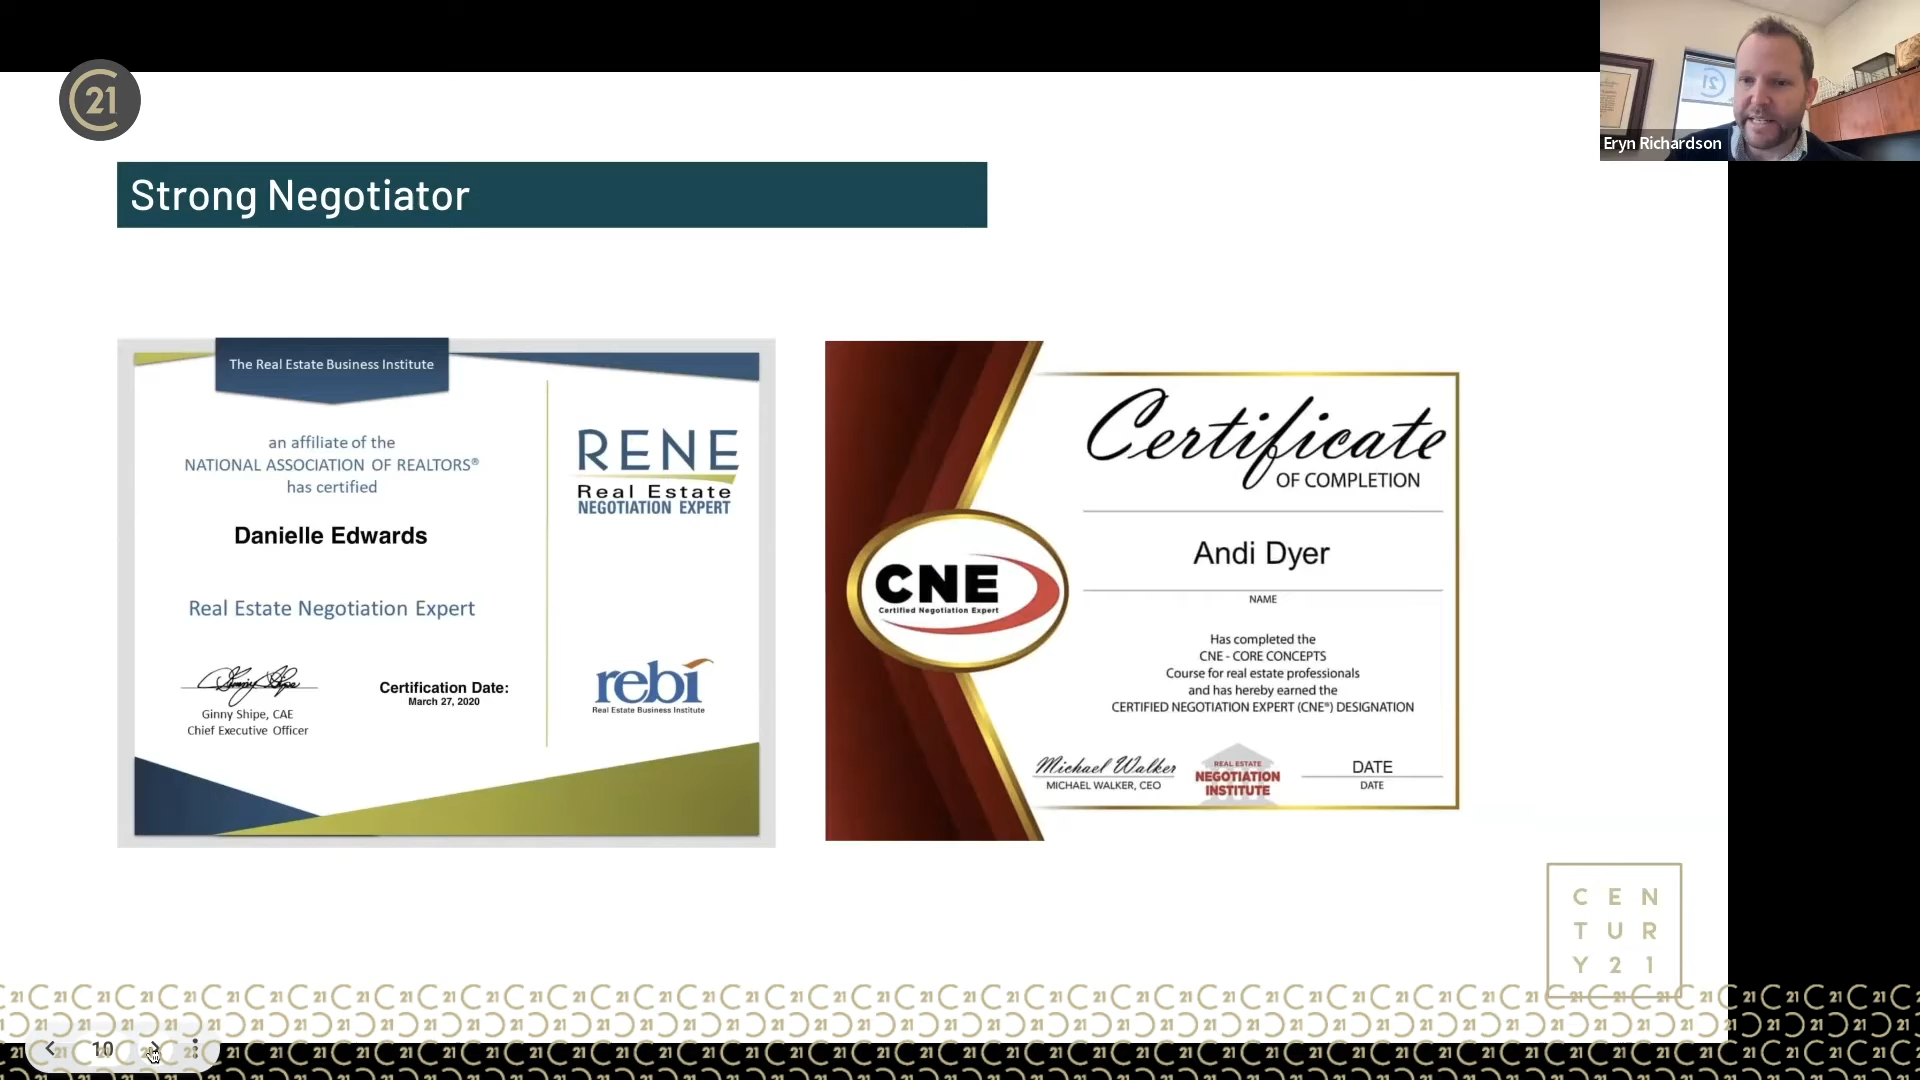 21
Eryn Richardson
Strong Negotiator
The Real Estate Business Institute
an affiliate of the
NATIONAL ASSOCIATION OF REALTORS®
has certified
Danielle Edwards
Real Estate Negotiation Expert
Ginny Shipe, CAE
Chief Executive Officer
Certification Date:
March 27, 2020
RENE
Real Estate
NEGOTIATION EXPERT
rebi
Real Estate Business Institute
Certificate
OF COMPLETION
CNE
Certified Negotiation Expert
Andi Dyer
NAME
Has completed the
CNE - CORE CONCEPTS
Course for real estate professionals
and has hereby earned the
CERTIFIED NEGOTIATION EXPERT (CNE®) DESIGNATION
Michael Walker
MICHAEL WALKER, CEO
REAL ESTATE
NEGOTIATION
INSTITUTE
DATE
DATE
CEN
TUR
Y21
10